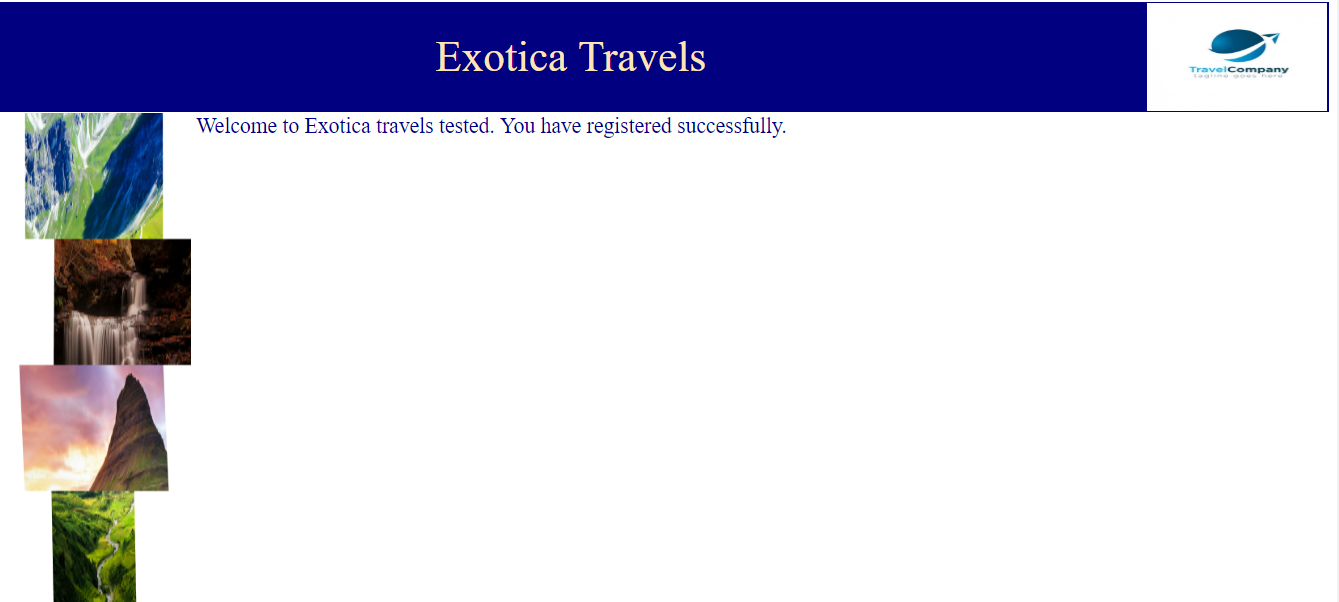 Exotica Travels
TravelCompany
tagline goes here
Welcome to Exotica travels tested. You have registered successfully.